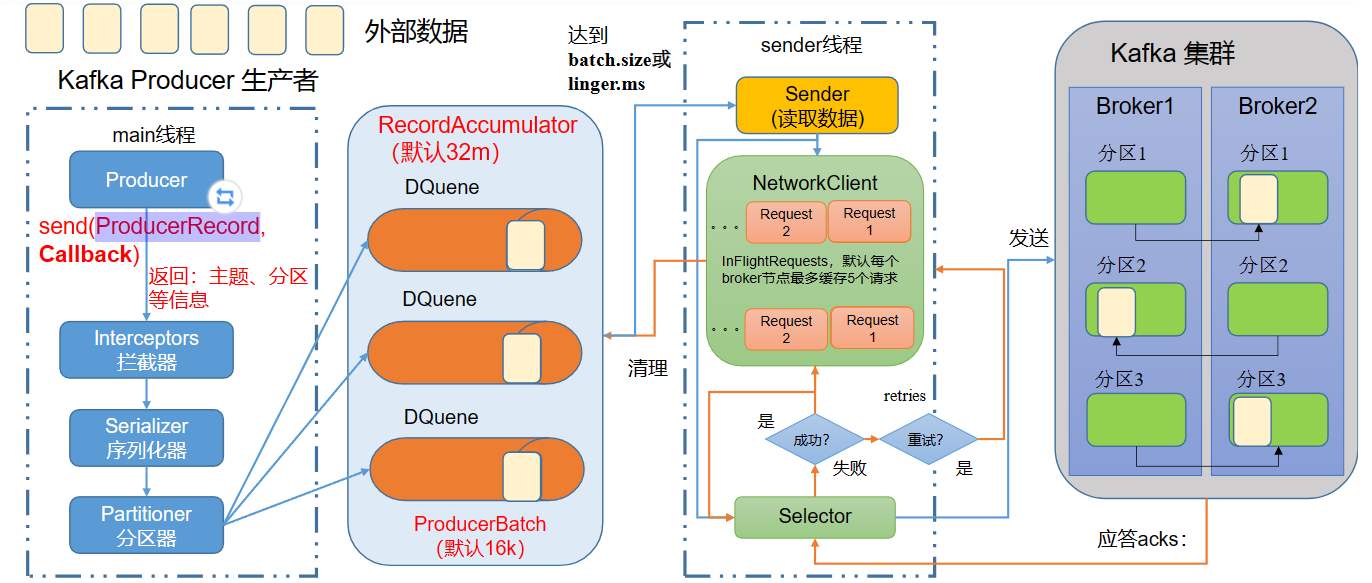 外部数据
Kafka Producer 生产者
main线程
Producer
send(ProducerRecord,
Callback)
返回：主题、分区
等信息
Interceptors
拦截器
Serializer
序列化器
Partitioner
分区器
RecordAccumulator
（默认32m）
DQuene
DQuene
DQuene
ProducerBatch
（默认16k）
达到
batch.size或
linger.ms
清理
sender线程
Sender
(读取数据)
NetworkClient
···
Request
2
Request
1
InFlightRequests，默认每个
broker节点最多缓存5个请求
···
Request
2
Request
1
retries
是
成功？
重试？
失败
是
Selector
发送
Kafka 集群
Broker1
Broker2
分区1
分区1
分区2
分区2
分区3
分区3
应答acks：